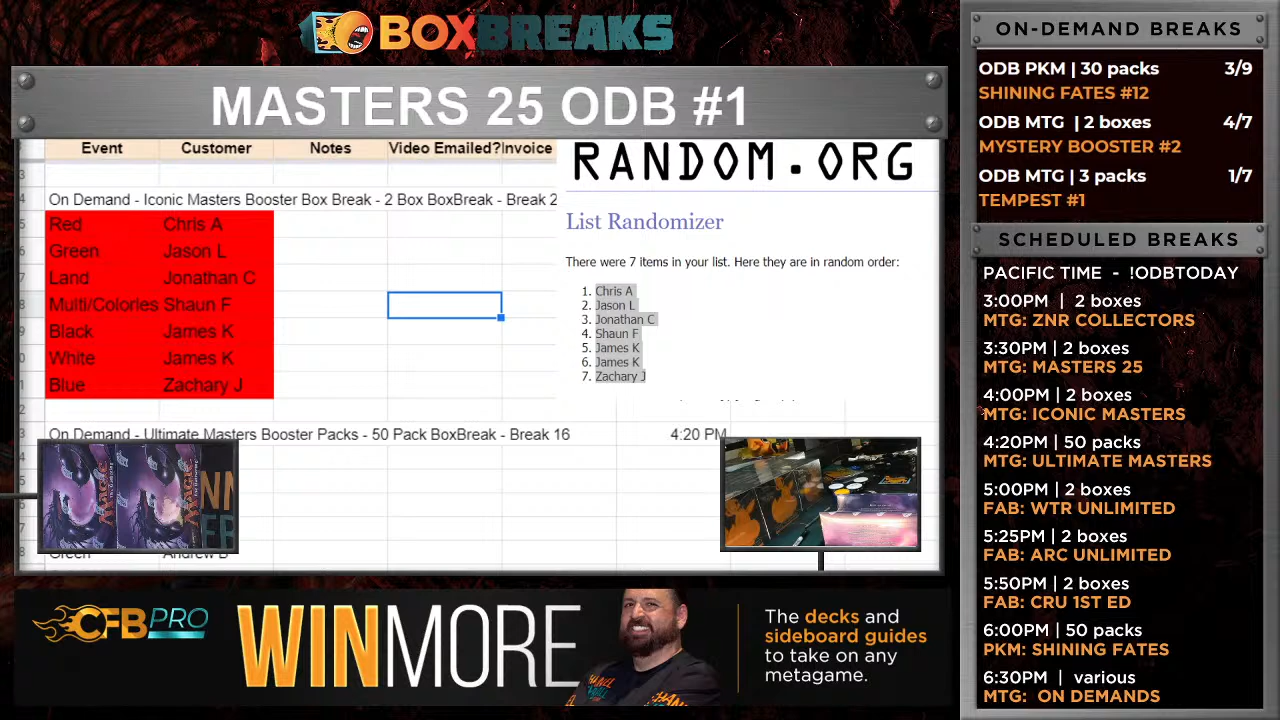 BOXBREAKS
MASTERS 25 ODB #1
Event Customer Notes Video Emailed? Invoice
On Demand - Iconic Masters Booster Box Break - 2 Box BoxBreak - Break 2
Red Chris A
Green Jason L
Land Jonathan C
Multi/Colorles Shaun F
Black James K
White James K
Blue Zachary J
On Demand - Ultimate Masters Booster Packs - 50 Pack BoxBreak - Break 16 4:20 PM
Green Andrew B
RANDOM.ORG
List Randomizer
There were 7 items in your list. Here they are in random order:
1. Chris A
2. Jason L
3. Jonathan C
4. Shaun F
5. James K
6. James K
7. Zachary J
MAGIC
MAGIC
CFBPRO
WINMORE
The decks and
sideboard guides
to take on any
metagame.
ON-DEMAND BREAKS
ODB PKM | 30 packs 3/9
SHINING FATES #12
ODB MTG | 2 boxes 4/7
MYSTERY BOOSTER #2
ODB MTG | 3 packs 1/7
TEMPEST #1
SCHEDULED BREAKS
PACIFIC TIME - !ODBTODAY
3:00PM | 2 boxes
MTG: ZNR COLLECTORS
3:30PM | 2 boxes
MTG: MASTERS 25
4:00PM | 2 boxes
MTG: ICONIC MASTERS
4:20PM | 50 packs
MTG: ULTIMATE MASTERS
5:00PM | 2 boxes
FAB: WTR UNLIMITED
5:25PM | 2 boxes
FAB: ARC UNLIMITED
5:50PM | 2 boxes
FAB: CRU 1ST ED
6:00PM | 50 packs
PKM: SHINING FATES
6:30PM | various
MTG: ON DEMANDS